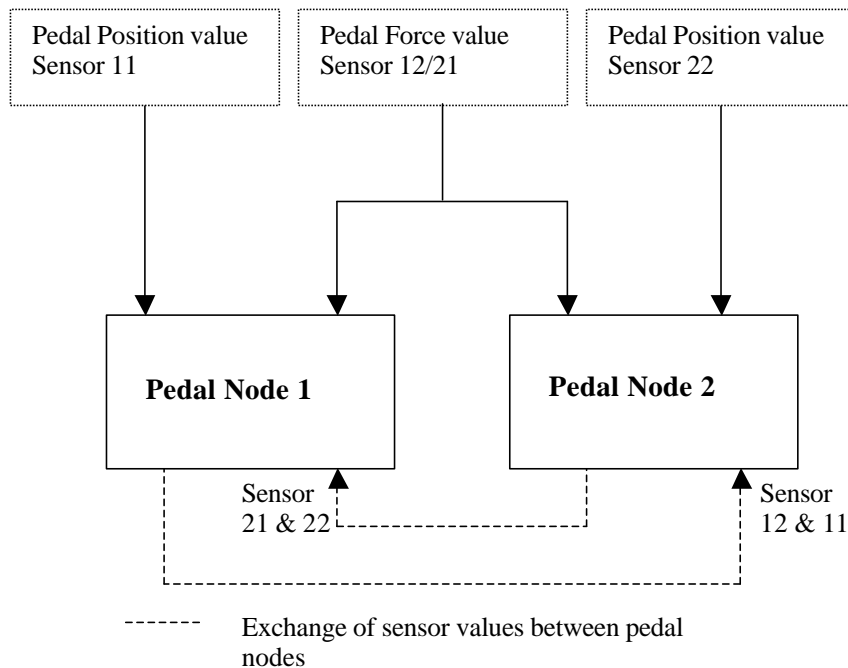 Pedal Position value
Sensor 11
Pedal Force value
Sensor 12/21
Pedal Position value
Sensor 22
Pedal Node 1
Pedal Node 2
Sensor
21 & 22
Sensor
12 & 11
Exchange of sensor values between pedal
nodes